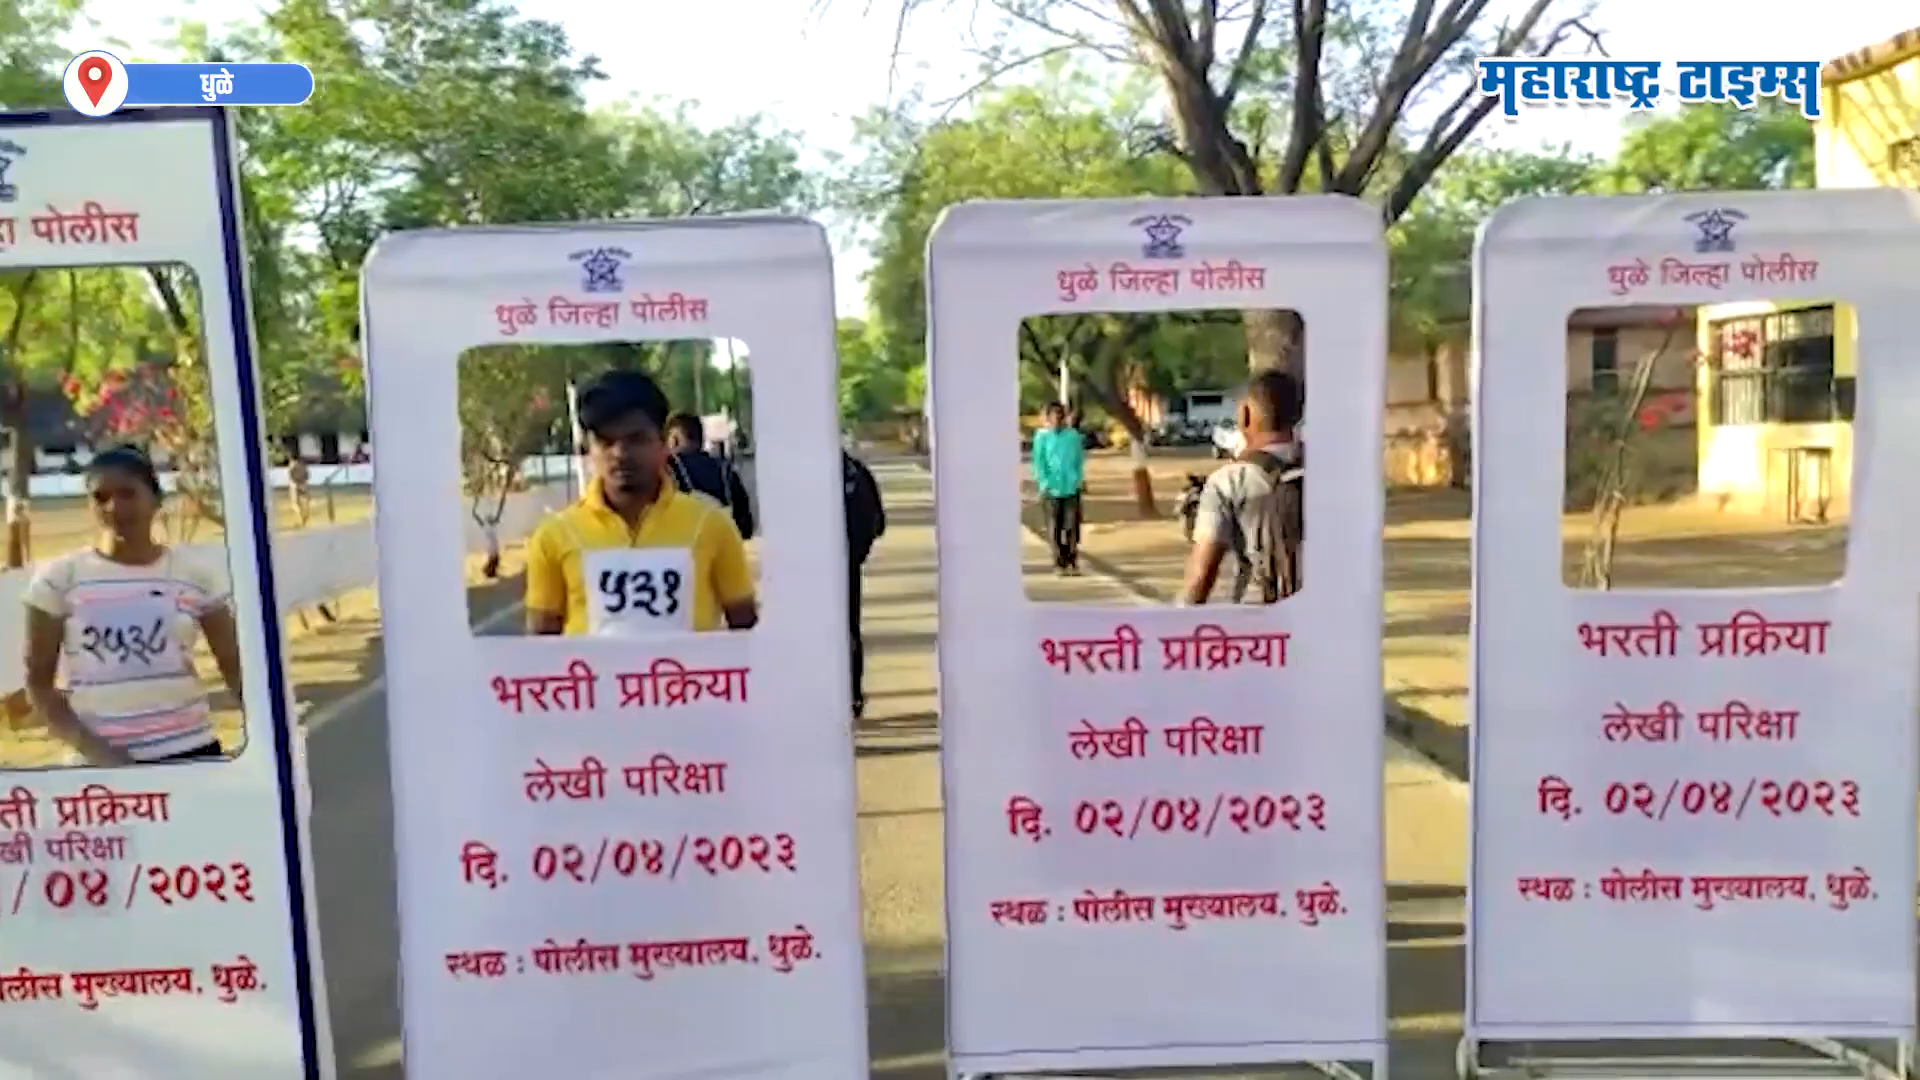 धुळे
महाराष्ट्र टाइम्स
पोलीस
२५३८
प्रक्रिया
परिक्षा
/ ०४ / २०२३
मुख्यालय, धुळे.
धुळे जिल्हा पोलीस
५३१
भरती प्रक्रिया
लेखी परिक्षा
दि. ०२/०४/२०२३
स्थळ : पोलीस मुख्यालय, धुळे.
धुळे जिल्हा पोलीस
भरती प्रक्रिया
लेखी परिक्षा
दि. ०२/०४/२०२३
स्थळ : पोलीस मुख्यालय, धुळे.
धुळे जिल्हा पोलीस
भरती प्रक्रिया
लेखी परिक्षा
दि. ०२/०४/२०२३
स्थळ : पोलीस मुख्यालय, धुळे.